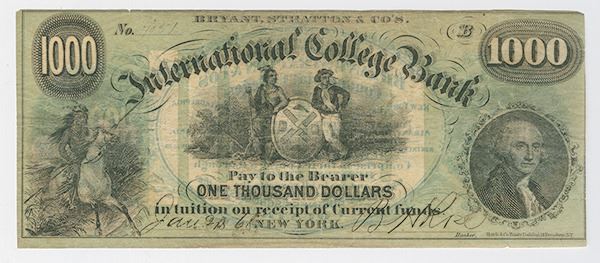 BRYANT, STRATTON & CO'S.
No.
B
1000
1000
International College Bank
Pay to the Bearer
ONE THOUSAND DOLLARS
in tuition on receipt of Current funds.
NEW YORK.
Banker.